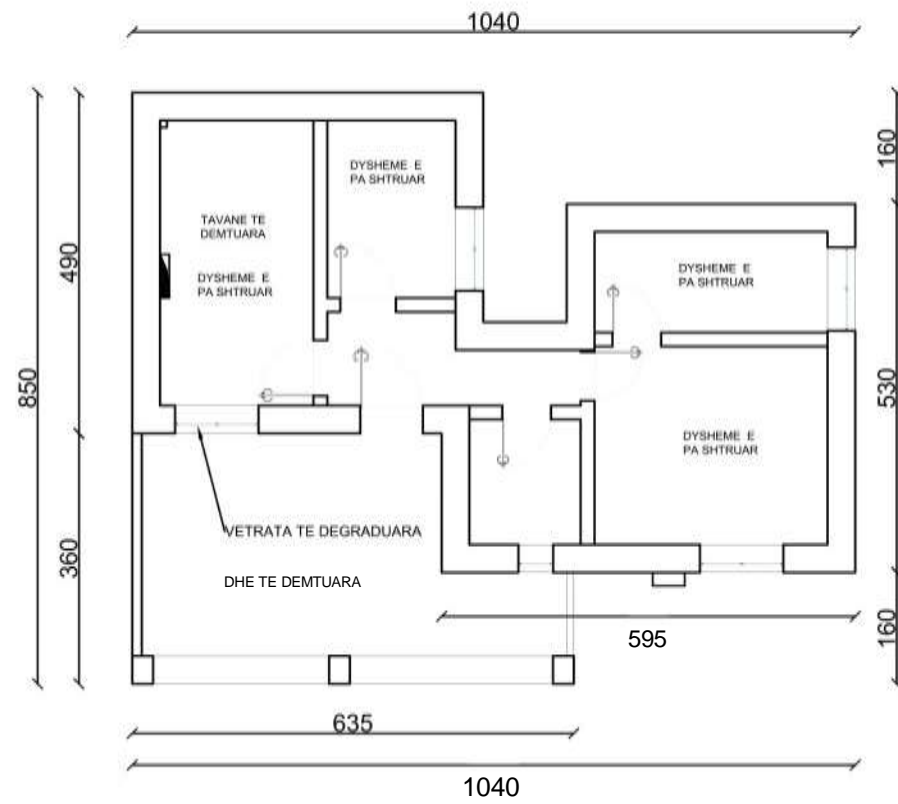 1040
DYSHEME E
PA SHTRUAR
TAVANE TE
DEMTUARA
DYSHEME E
PA SHTRUAR
DYSHEME E
PA SHTRUAR
DYSHEME E
PA SHTRUAR
VETRATA TE DEGRADUARA
DHE TE DEMTUARA
850
490
360
160
530
160
595
635
1040